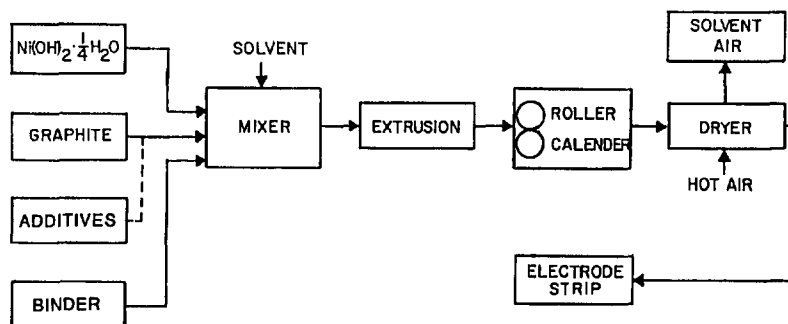 Ni(OH)2·1/4H2O
GRAPHITE
ADDITIVES
BINDER
SOLVENT
MIXER
EXTRUSION
ROLLER
CALENDER
SOLVENT
AIR
DRYER
HOT AIR
ELECTRODE
STRIP